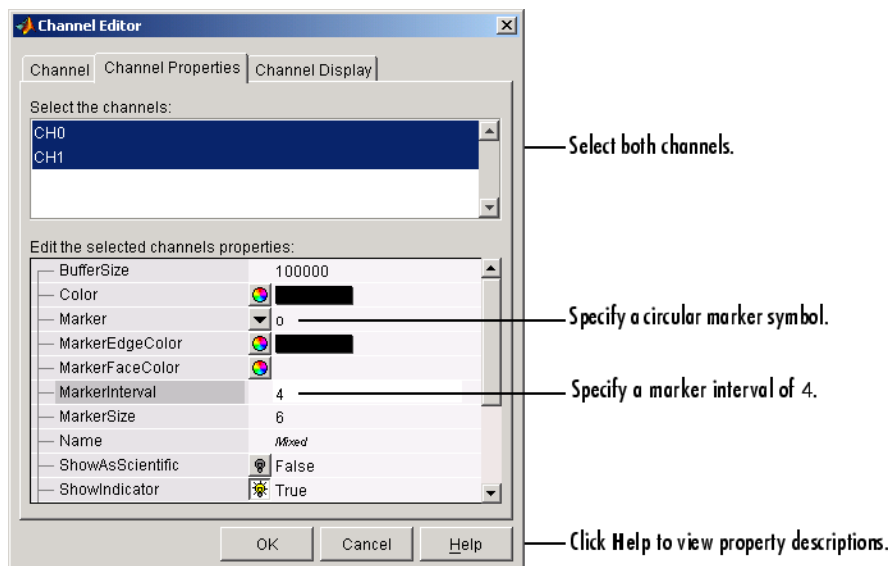 Channel Editor
Channel
Channel Properties
Channel Display
Select the channels:
CH0
CH1
Select both channels.
Edit the selected channels properties:
BufferSize 100000
Color
Marker o
Specify a circular marker symbol.
MarkerEdgeColor
MarkerFaceColor
MarkerInterval 4
Specify a marker interval of 4.
MarkerSize 6
Name Mixed
ShowAsScientific False
ShowIndicator True
OK
Cancel
Help
Click Help to view property descriptions.